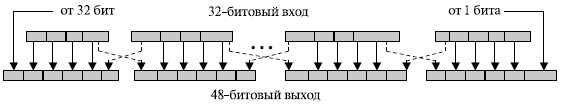 от 32 бит
32-битовый вход
от 1 бита
48-битовый выход